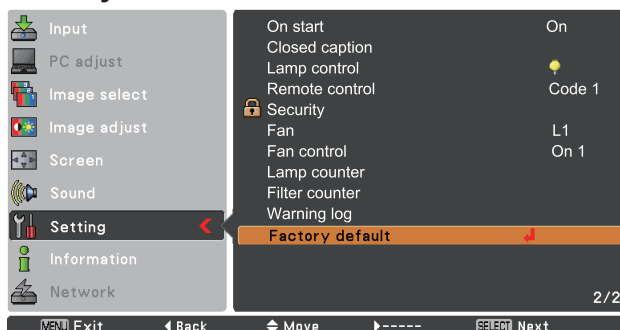 Input
PC adjust
Image select
Image adjust
Screen
Sound
Setting
Information
Network
On start On
Closed caption
Lamp control
Remote control Code 1
Security
Fan L1
Fan control On 1
Lamp counter
Filter counter
Warning log
Factory default
2/2
MENU Exit Back Move ----- SELECT Next